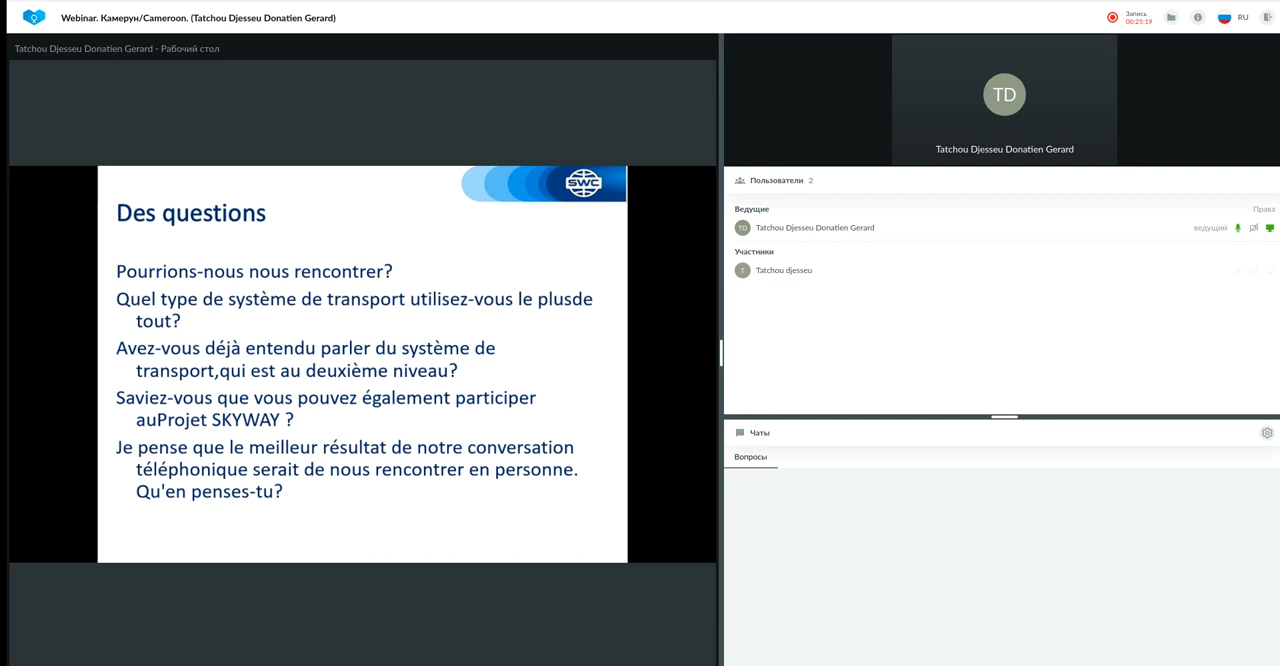 Webinar. Камерун/Cameroon. (Tatchou Djesseu Donatien Gerard)
Запись
00:25:19
RU
Tatchou Djesseu Donatien Gerard - Рабочий стол
SWC
Des questions
Pourrions-nous nous rencontrer?
Quel type de système de transport utilisez-vous le plusde
tout?
Avez-vous déjà entendu parler du système de
transport,qui est au deuxième niveau?
Saviez-vous que vous pouvez également participer
auProjet SKYWAY ?
Je pense que le meilleur résultat de notre conversation
téléphonique serait de nous rencontrer en personne.
Qu'en penses-tu?
TD
Tatchou Djesseu Donatien Gerard
Пользователи 2
Ведущие Права
TD Tatchou Djesseu Donatien Gerard ведущий
Участники
T Tatchou djesseu
Чаты
Вопросы